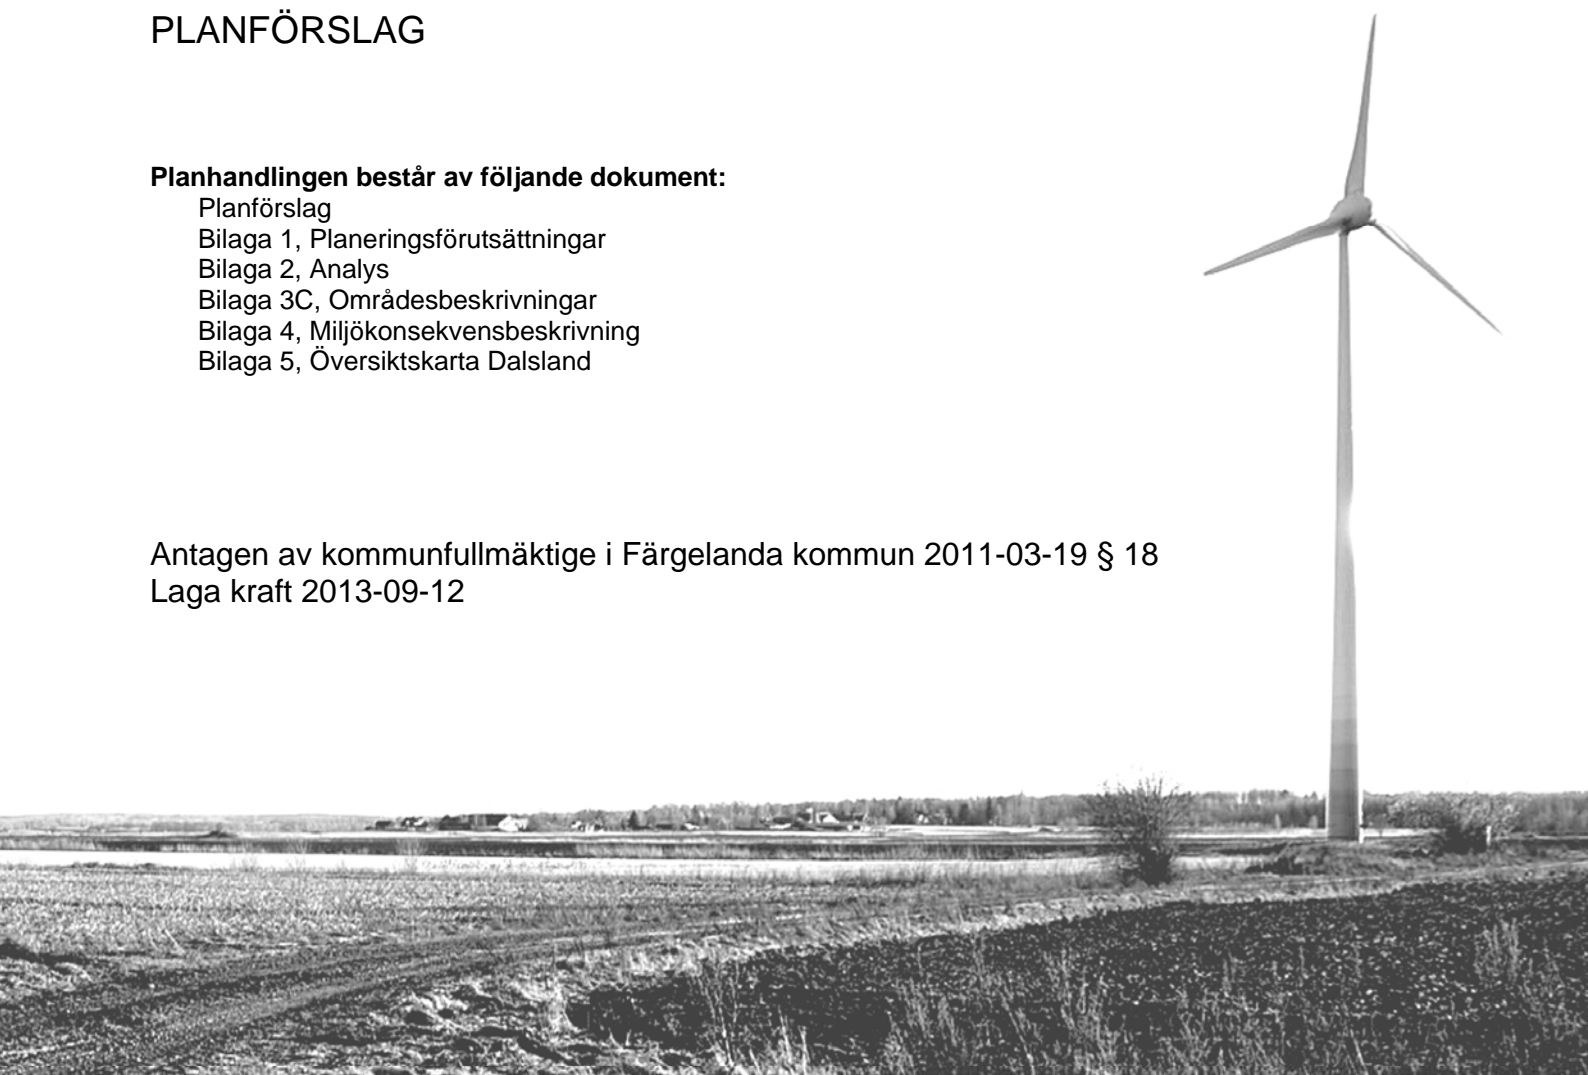 PLANFÖRSLAG
Planhandlingen består av följande dokument:
Planförslag
Bilaga 1, Planeringsförutsättningar
Bilaga 2, Analys
Bilaga 3C, Områdesbeskrivningar
Bilaga 4, Miljökonsekvensbeskrivning
Bilaga 5, Översiktskarta Dalsland
Antagen av kommunfullmäktige i Färgelanda kommun 2011-03-19 § 18
Laga kraft 2013-09-12